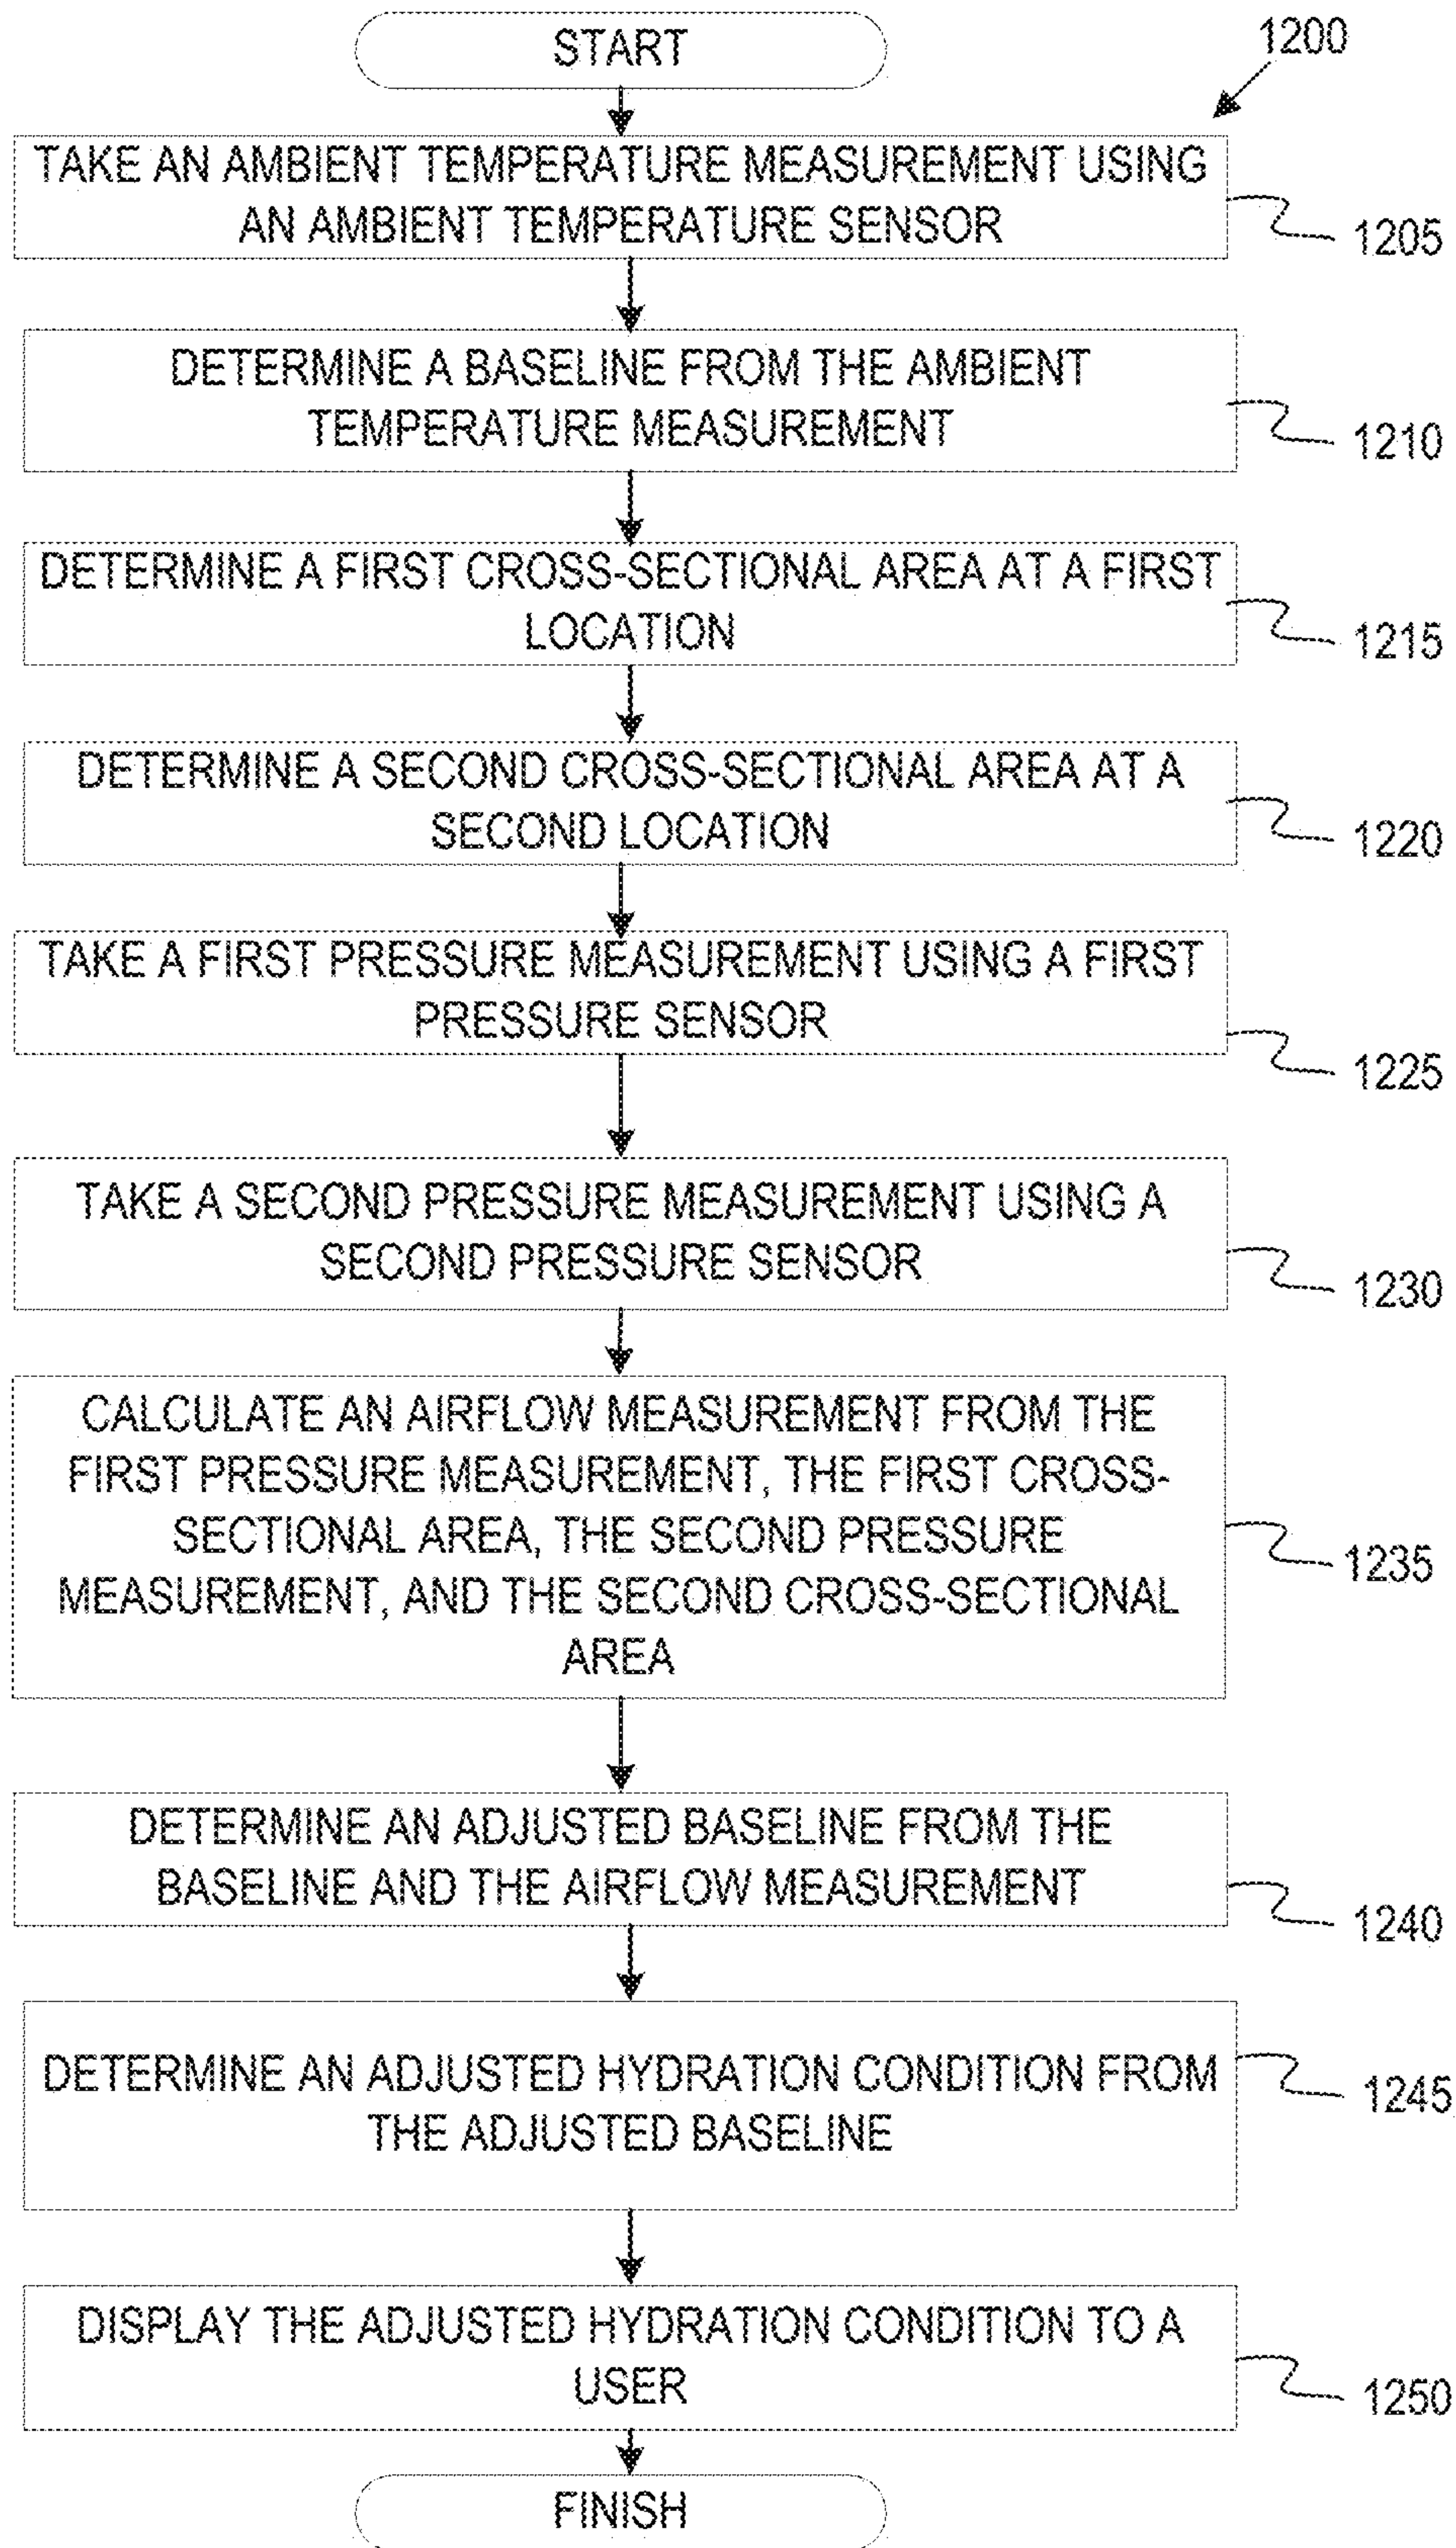 START
1200
TAKE AN AMBIENT TEMPERATURE MEASUREMENT USING
AN AMBIENT TEMPERATURE SENSOR
1205
DETERMINE A BASELINE FROM THE AMBIENT
TEMPERATURE MEASUREMENT
1210
DETERMINE A FIRST CROSS-SECTIONAL AREA AT A FIRST
LOCATION
1215
DETERMINE A SECOND CROSS-SECTIONAL AREA AT A
SECOND LOCATION
1220
TAKE A FIRST PRESSURE MEASUREMENT USING A FIRST
PRESSURE SENSOR
1225
TAKE A SECOND PRESSURE MEASUREMENT USING A
SECOND PRESSURE SENSOR
1230
CALCULATE AN AIRFLOW MEASUREMENT FROM THE
FIRST PRESSURE MEASUREMENT, THE FIRST CROSS-
SECTIONAL AREA, THE SECOND PRESSURE
MEASUREMENT, AND THE SECOND CROSS-SECTIONAL
AREA
1235
DETERMINE AN ADJUSTED BASELINE FROM THE
BASELINE AND THE AIRFLOW MEASUREMENT
1240
DETERMINE AN ADJUSTED HYDRATION CONDITION FROM
THE ADJUSTED BASELINE
1245
DISPLAY THE ADJUSTED HYDRATION CONDITION TO A
USER
1250
FINISH